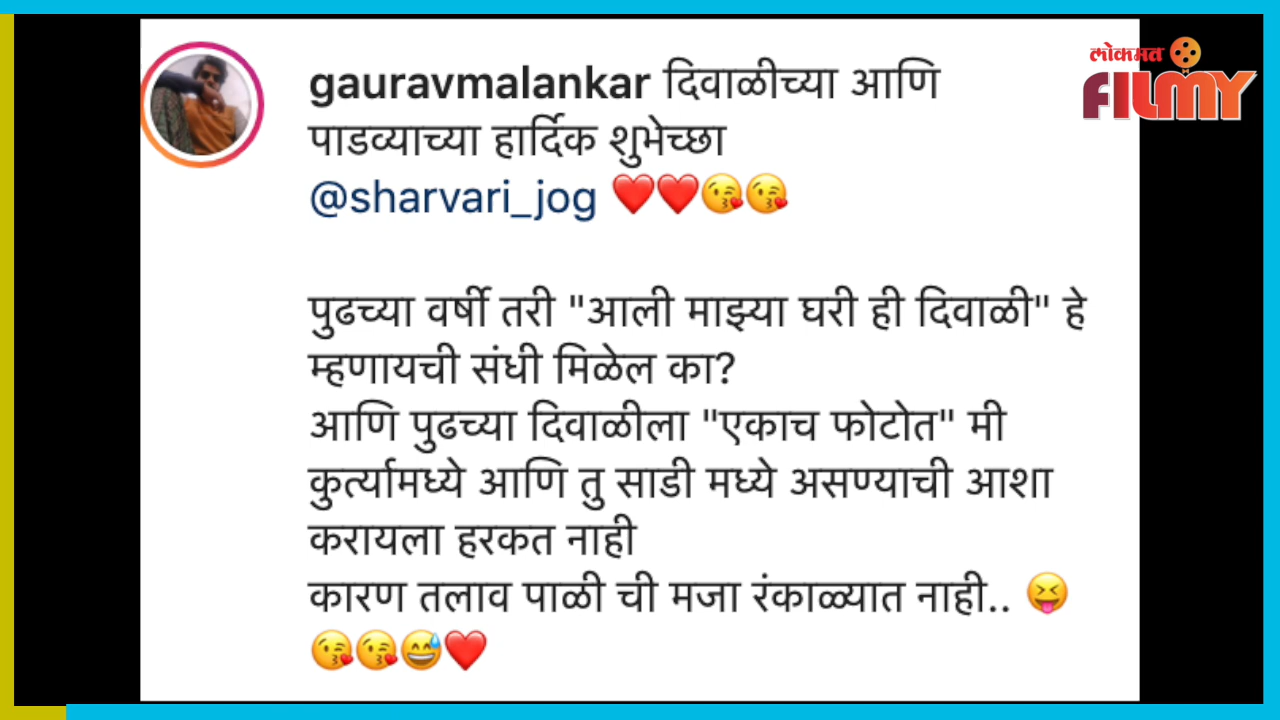 लोकमत
FILMY
gauravmalankar दिवाळीच्या आणि
पाडव्याच्या हार्दिक शुभेच्छा
@sharvari_jog ❤️❤️😘😘
पुढच्या वर्षी तरी "आली माझ्या घरी ही दिवाळी" हे
म्हणायची संधी मिळेल का?
आणि पुढच्या दिवाळीला "एकाच फोटोत" मी
कुर्त्यामध्ये आणि तु साडी मध्ये असण्याची आशा
करायला हरकत नाही
कारण तलाव पाळी ची मजा रंकाळ्यात नाही.. 😝
😘😘😅❤️